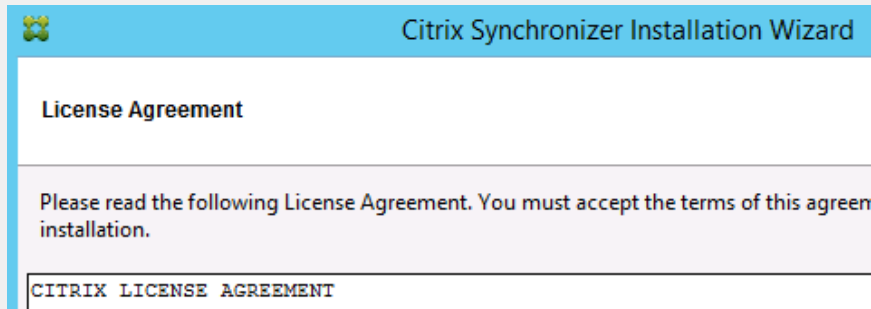 Citrix Synchronizer Installation Wizard
License Agreement
Please read the following License Agreement. You must accept the terms of this agreem
installation.
CITRIX LICENSE AGREEMENT